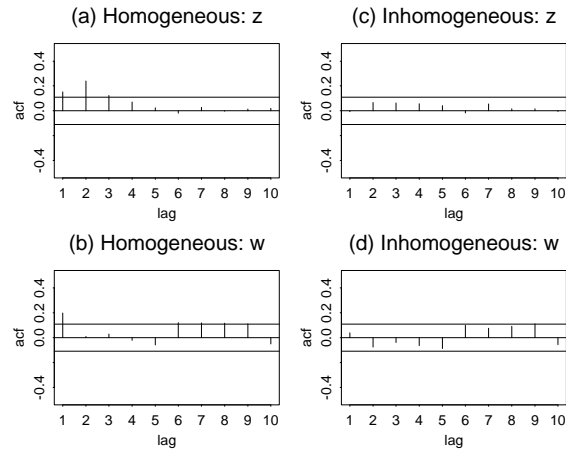 (a) Homogeneous: z
acf
-0.4 0.0 0.4
1 2 3 4 5 6 7 8 9 10
lag
(c) Inhomogeneous: z
acf
-0.4 0.0 0.4
1 2 3 4 5 6 7 8 9 10
lag
(b) Homogeneous: w
acf
-0.4 0.0 0.4
1 2 3 4 5 6 7 8 9 10
lag
(d) Inhomogeneous: w
acf
-0.4 0.0 0.4
1 2 3 4 5 6 7 8 9 10
lag